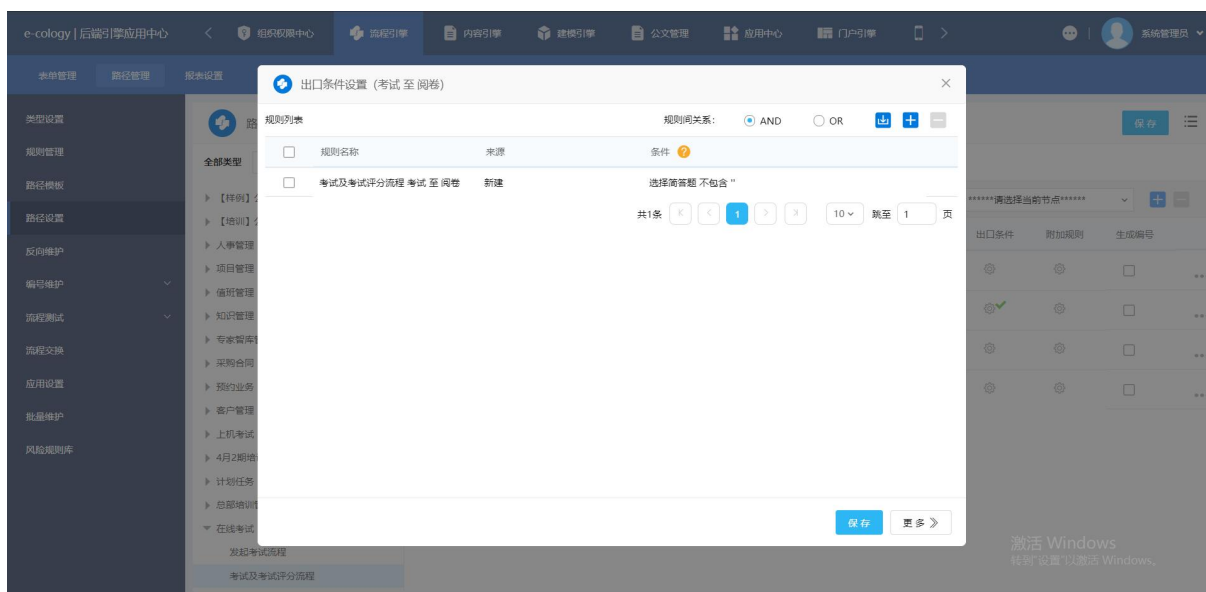 e-cology | 后端引擎应用中心 组织权限中心 流程引擎 内容引擎 建模引擎 公文管理 应用中心 门户引擎 系统管理员
表单管理 路径管理 报表设置
出口条件设置 (考试 至 阅卷)
规则列表 规则间关系: AND OR
规则名称 来源 条件
考试及考试评分流程 考试 至 阅卷 新建 选择简答题 不包含 ''
共1条 1 10 跳至 1 页
保存 更多
类型设置
规则管理
路径模板
路径设置
反向维护
编号维护
流程测试
流程交换
应用设置
批量维护
风险规则库
路
全部类型
【样例】
【培训】
人事管理
项目管理
值班管理
知识管理
专家智库
采购合同
预约业务
客户管理
上机考试
4月2期培
计划任务
总部培训
在线考试
发起考试流程
考试及考试评分流程
保存
******请选择当前节点******
出口条件 附加规则 生成编号
激活 Windows
转到"设置"以激活 Windows。